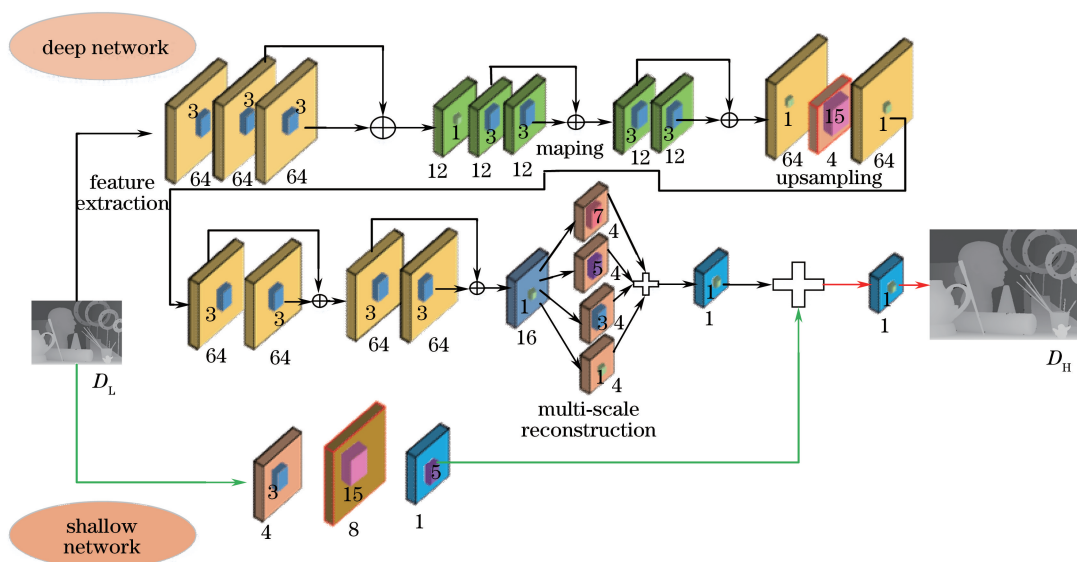 deep network
3 3 3
64 64 64
feature
extraction
1 3 3
12 12 12
maping
3 3
12 12
1 15 1
64 4 64
upsampling
3 3
64 64
3 3
64 64
1
16
7
4
5
4
3
4
1
4
multi-scale
reconstruction
1
1
1
1
D_L
D_H
3 15 5
4 8 1
shallow
network